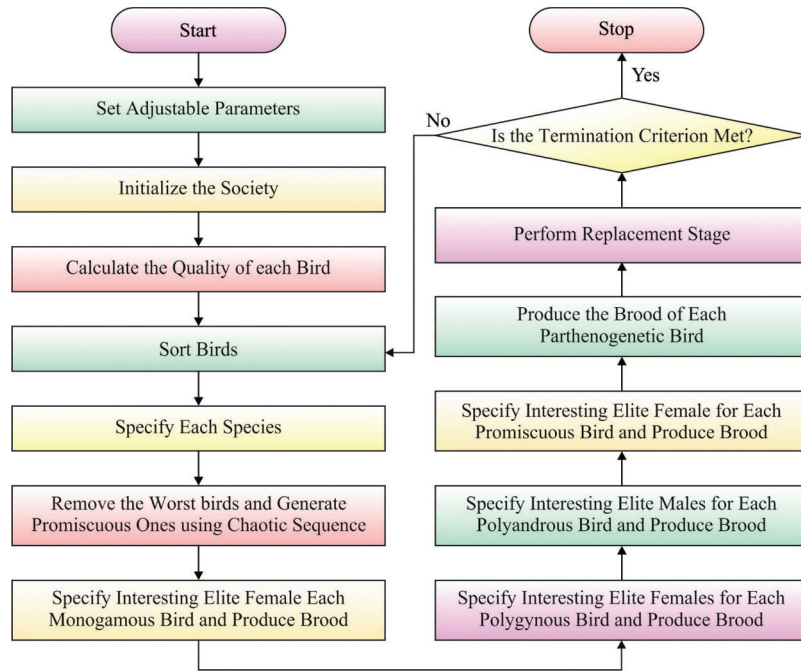 Start
Set Adjustable Parameters
Initialize the Society
Calculate the Quality of each Bird
Sort Birds
Specify Each Species
Remove the Worst birds and Generate
Promiscuous Ones using Chaotic Sequence
Specify Interesting Elite Female Each
Monogamous Bird and Produce Brood
Specify Interesting Elite Females for Each
Polygynous Bird and Produce Brood
Specify Interesting Elite Males for Each
Polyandrous Bird and Produce Brood
Specify Interesting Elite Female for Each
Promiscuous Bird and Produce Brood
Produce the Brood of Each
Parthenogenetic Bird
Perform Replacement Stage
Is the Termination Criterion Met?
No
Yes
Stop